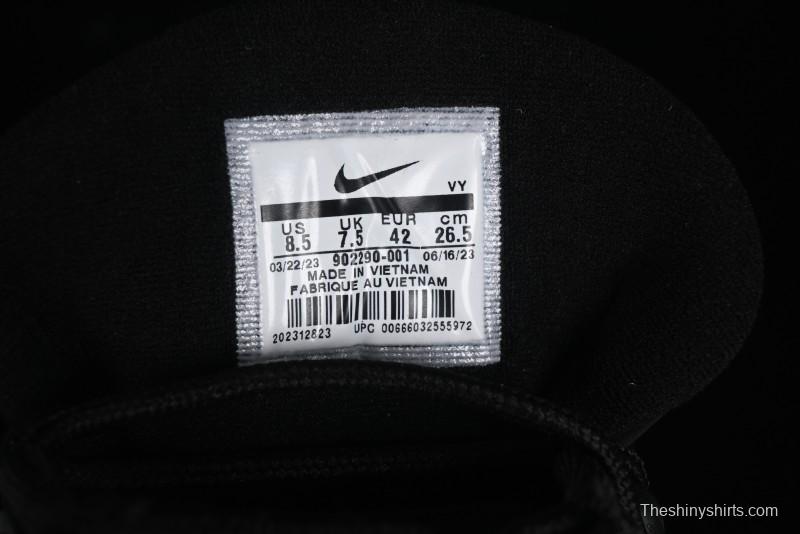 VY
US UK EUR cm
8.5 7.5 42 26.5
03/22/23 902290-001 06/16/23
MADE IN VIETNAM
FABRIQUE AU VIETNAM
202312823 UPC 00666032555972
Theshinyshirts.com